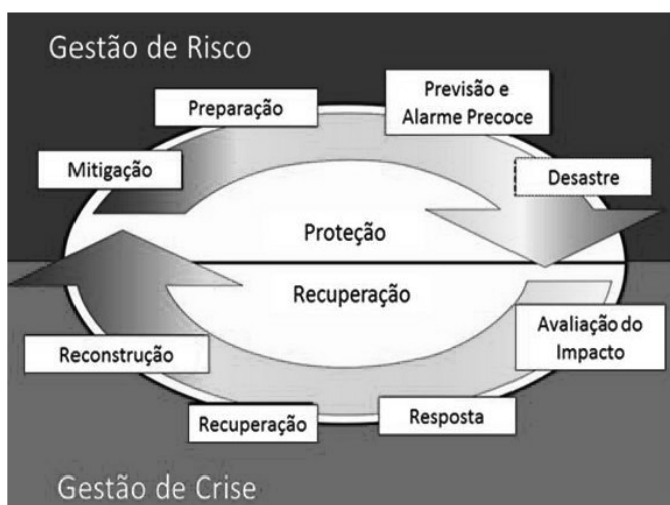 Gestão de Risco
Preparação
Previsão e
Alarme Precoce
Mitigação
Desastre
Proteção
Recuperação
Reconstrução
Avaliação do
Impacto
Recuperação
Resposta
Gestão de Crise